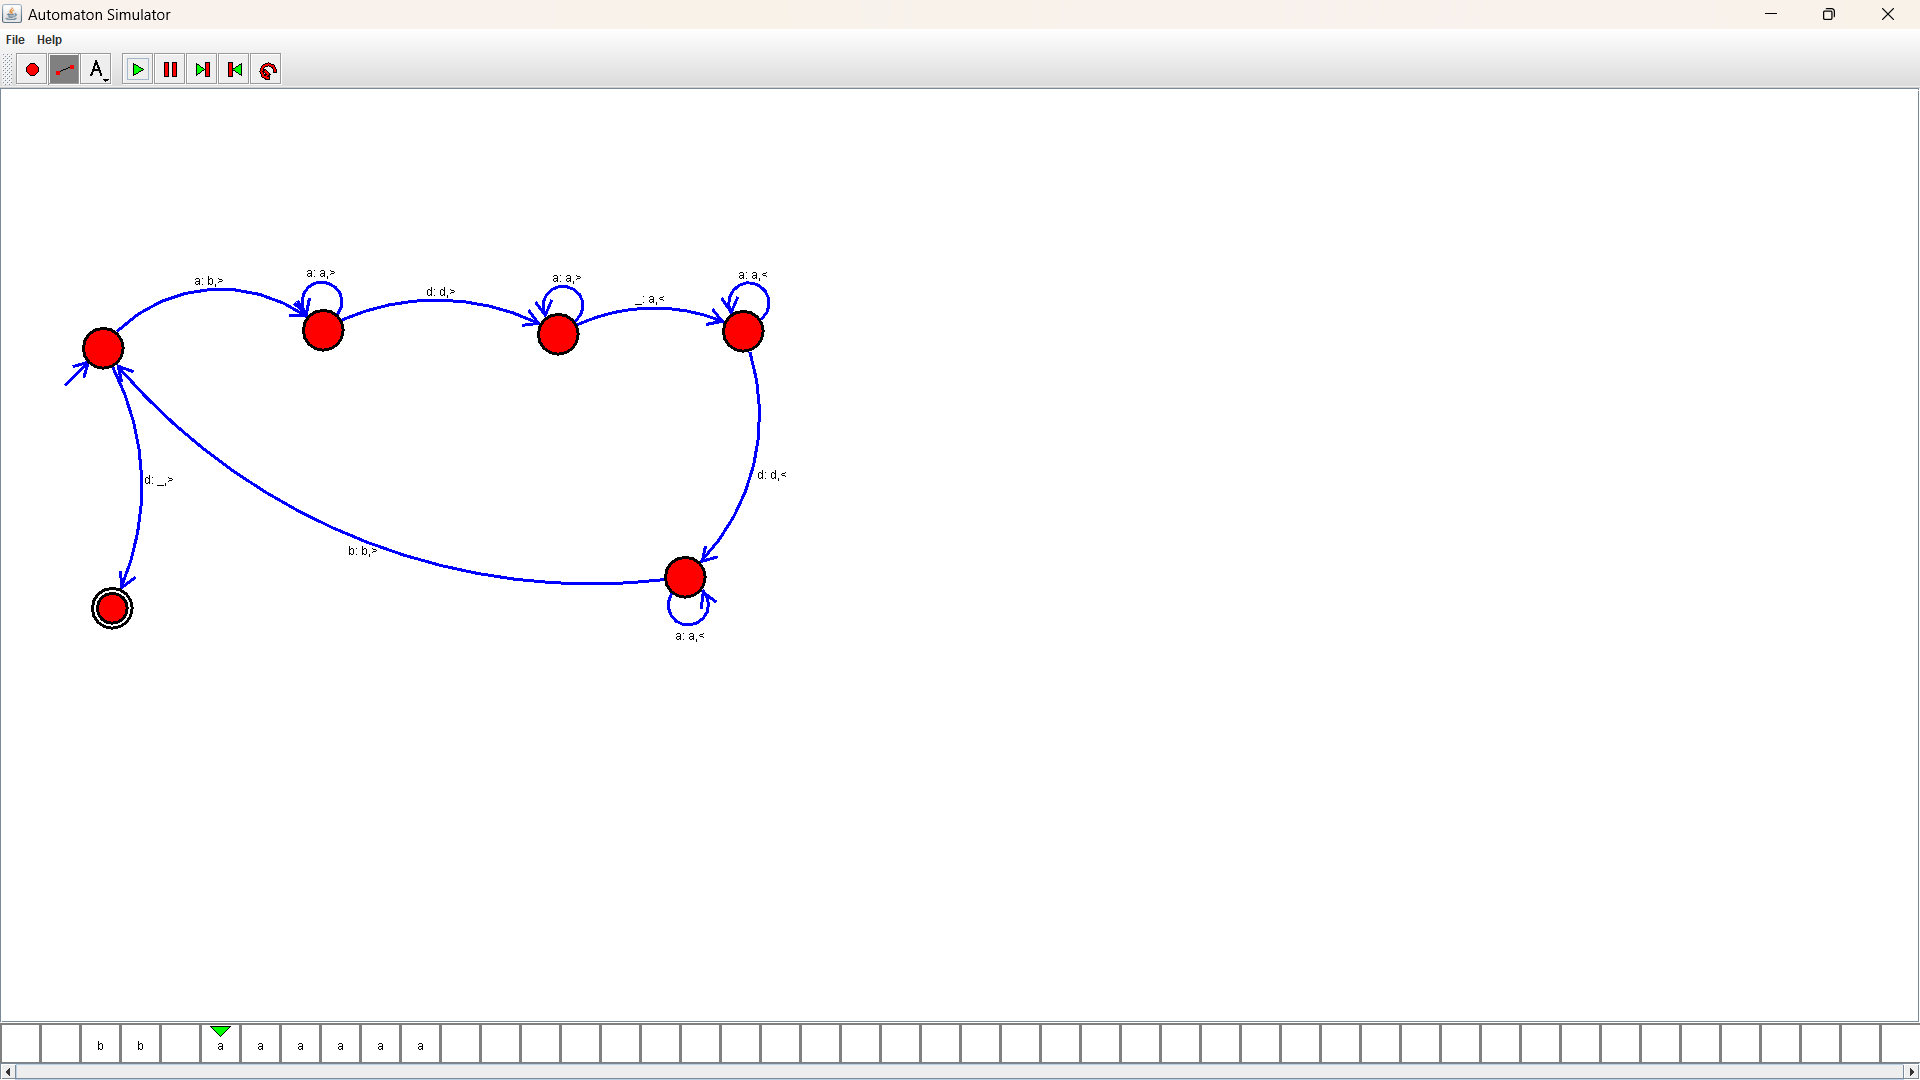 Automaton Simulator
File Help
A
a: a,>
a: b,>
a: a,>
a: a,<
d: d,>
_: a,<
d: d,<
d: _,>
b: b,>
a: a,<
b b a a a a a a